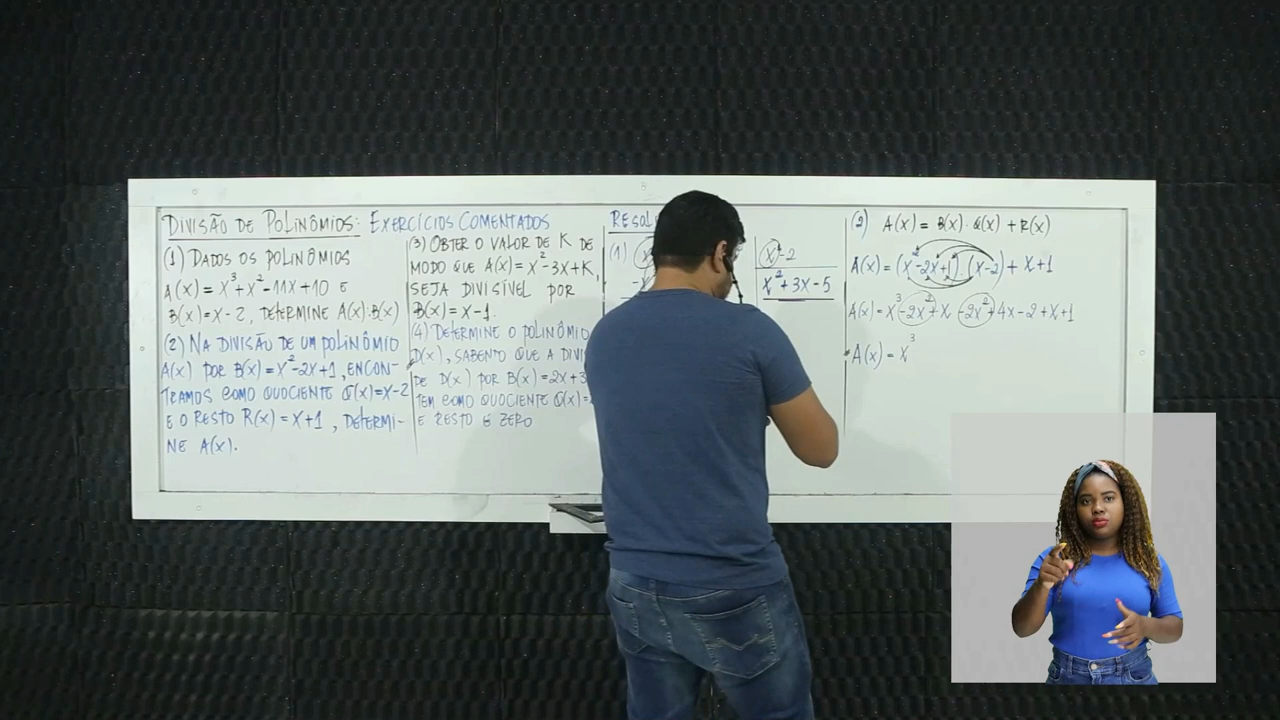 DIVISÃO DE POLINÔMIOS: EXERCÍCIOS COMENTADOS
(1) DADOS OS POLINÔMIOS
A(x) = x³+x²-11x+10 E
B(x)=x-2, DETERMINE A(x):B(x)
(2) NA DIVISÃO DE UM POLINÔMIO
A(x) POR B(x)=x²-2x+1, ENCON-
TRAMOS COMO QUOCIENTE Q(x)=x-2
E O RESTO R(x)=x+1, DETERMI-
NE A(x).
(3) OBTER O VALOR DE K DE
MODO QUE A(x)=x²-3x+K,
SEJA DIVISÍVEL POR
B(x)=x-1.
(4) DETERMINE O POLINÔMIO
D(x), SABENTO QUE A DIVI
DE D(x) POR B(x)=2x+3
TEM COMO QUOCIENTE Q(x)=
E RESTO É ZERO
RESOL
(1)
x-2
x²+3x-5
(2) A(x) = B(x)·Q(x) + R(x)
A(x) = (x²-2x+1)(x-2)+x+1
A(x) = x³-2x²+x-2x²+4x-2+x+1
A(x) = x³